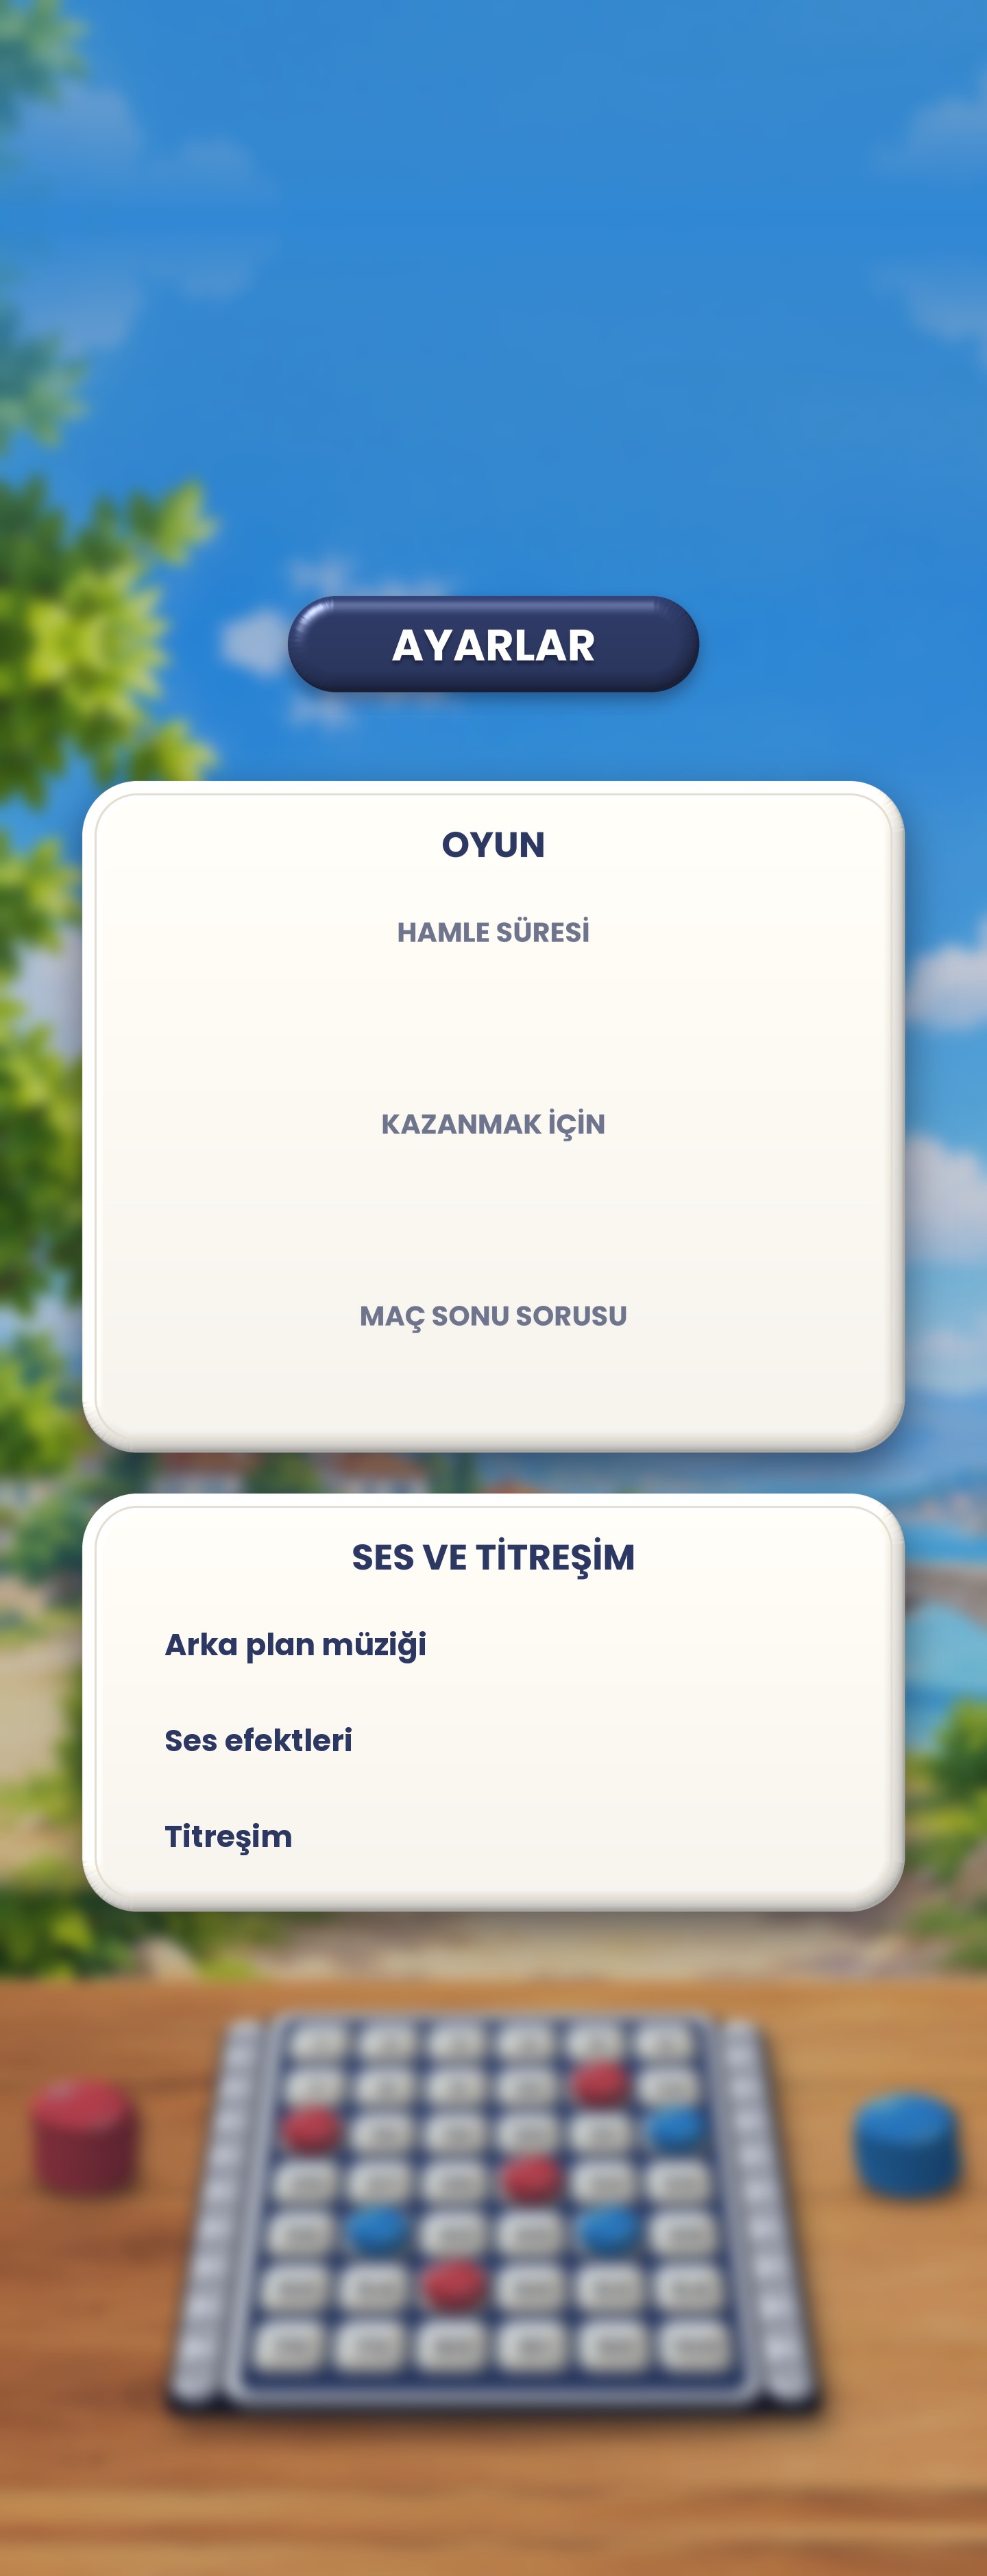 AYARLAR
OYUN
HAMLE SÜRESİ
KAZANMAK İÇİN
MAÇ SONU SORUSU
SES VE TİTREŞİM
Arka plan müziği
Ses efektleri
Titreşim